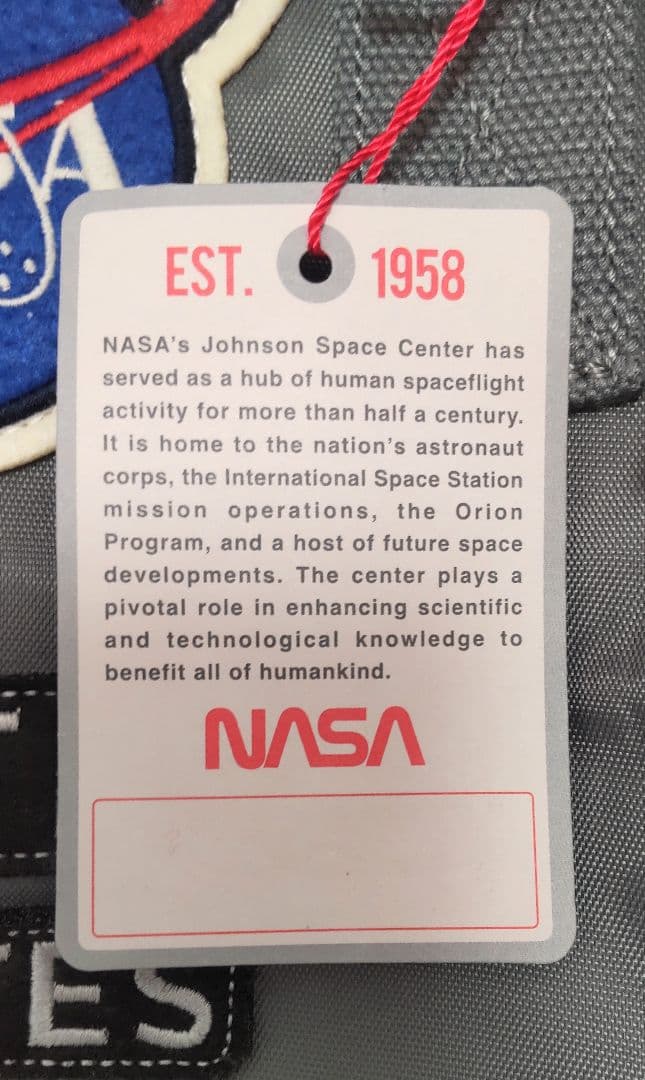 EST. 1958
NASA's Johnson Space Center has
served as a hub of human spaceflight
activity for more than half a century.
It is home to the nation's astronaut
corps, the International Space Station
mission operations, the Orion
Program, and a host of future space
developments. The center plays a
pivotal role in enhancing scientific
and technological knowledge to
benefit all of humankind.
NASA
ES